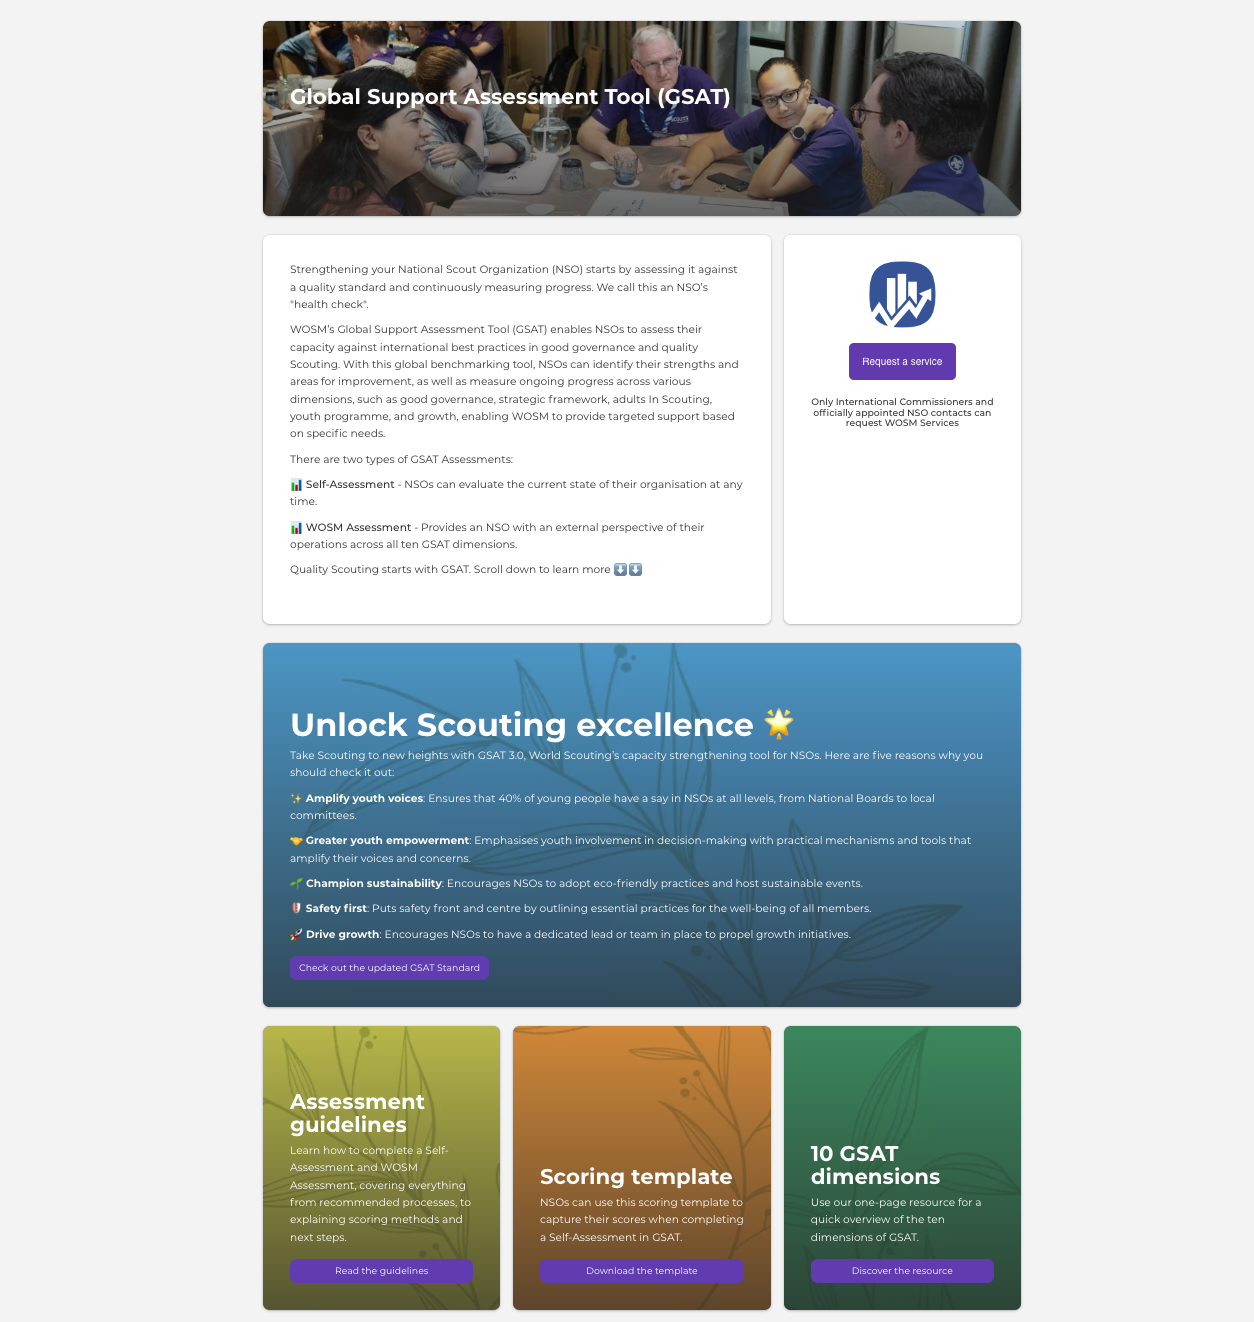 Global Support Assessment Tool (GSAT)
Strengthening your National Scout Organization (NSO) starts by assessing it against
a quality standard and continuously measuring progress. We call this an NSO’s
"health check".
WOSM’s Global Support Assessment Tool (GSAT) enables NSOs to assess their
capacity against international best practices in good governance and quality
Scouting. With this global benchmarking tool, NSOs can identify their strengths and
areas for improvement, as well as measure ongoing progress across various
dimensions, such as good governance, strategic framework, adults In Scouting,
youth programme, and growth, enabling WOSM to provide targeted support based
on specific needs.
There are two types of GSAT Assessments:
📊 Self-Assessment - NSOs can evaluate the current state of their organisation at any
time.
📊 WOSM Assessment - Provides an NSO with an external perspective of their
operations across all ten GSAT dimensions.
Quality Scouting starts with GSAT. Scroll down to learn more ⬇️⬇️
Request a service
Only International Commissioners and
officially appointed NSO contacts can
request WOSM Services
Unlock Scouting excellence 🌟
Take Scouting to new heights with GSAT 3.0, World Scouting’s capacity strengthening tool for NSOs. Here are five reasons why you
should check it out:
✨ Amplify youth voices: Ensures that 40% of young people have a say in NSOs at all levels, from National Boards to local
committees.
🤝 Greater youth empowerment: Emphasises youth involvement in decision-making with practical mechanisms and tools that
amplify their voices and concerns.
🌱 Champion sustainability: Encourages NSOs to adopt eco-friendly practices and host sustainable events.
🛡️ Safety first: Puts safety front and centre by outlining essential practices for the well-being of all members.
🚀 Drive growth: Encourages NSOs to have a dedicated lead or team in place to propel growth initiatives.
Check out the updated GSAT Standard
Assessment
guidelines
Learn how to complete a Self-
Assessment and WOSM
Assessment, covering everything
from recommended processes, to
explaining scoring methods and
next steps.
Read the guidelines
Scoring template
NSOs can use this scoring template to
capture their scores when completing
a Self-Assessment in GSAT.
Download the template
10 GSAT
dimensions
Use our one-page resource for a
quick overview of the ten
dimensions of GSAT.
Discover the resource